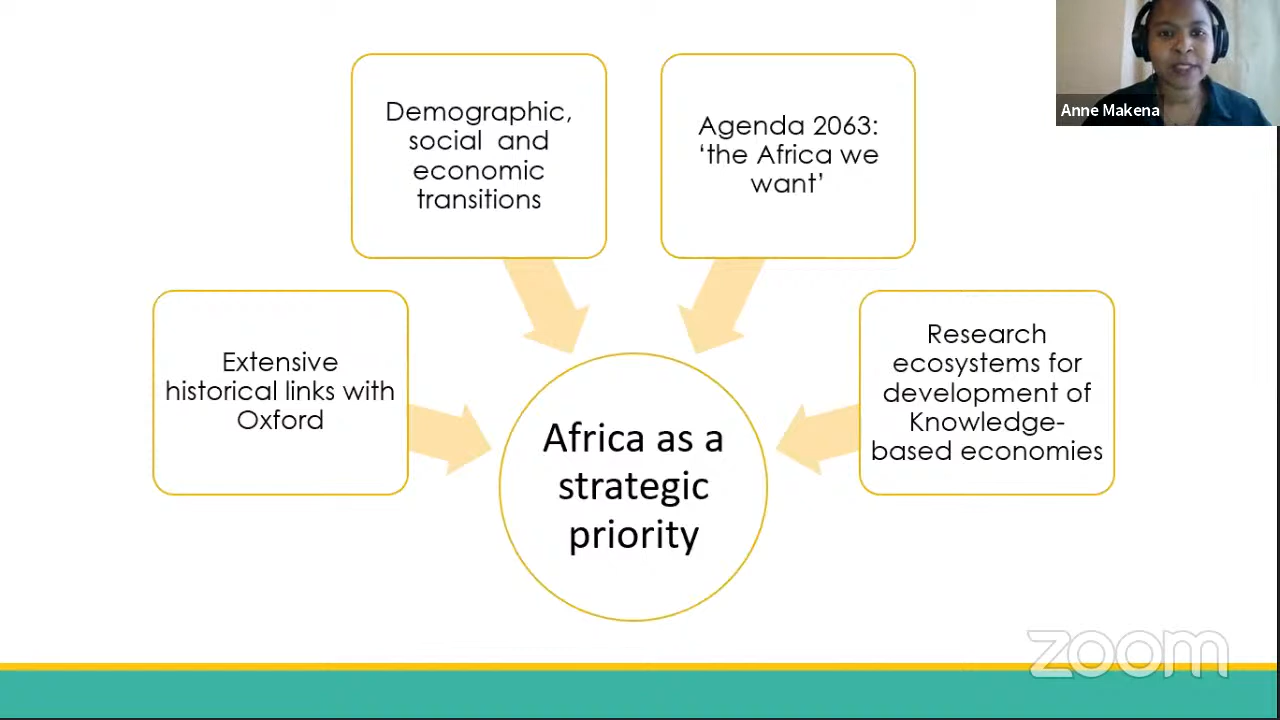 Anne Makena
Demographic,
social and
economic
transitions
Agenda 2063:
‘the Africa we
want’
Extensive
historical links with
Oxford
Research
ecosystems for
development of
Knowledge-
based economies
Africa as a
strategic
priority
zoom